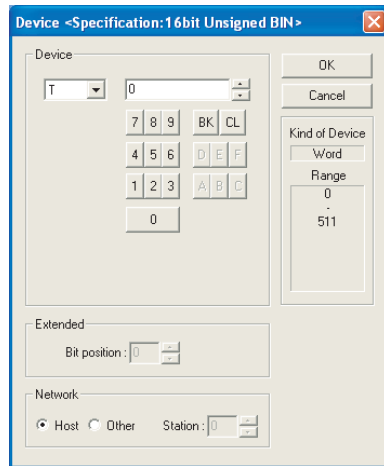 Device <Specification:16bit Unsigned BIN>
Device
T 0
7 8 9 BK CL
4 5 6 D E F
1 2 3 A B C
0
OK
Cancel
Kind of Device
Word
Range
0
-
511
Extended
Bit position : 0
Network
Host Other Station : 0